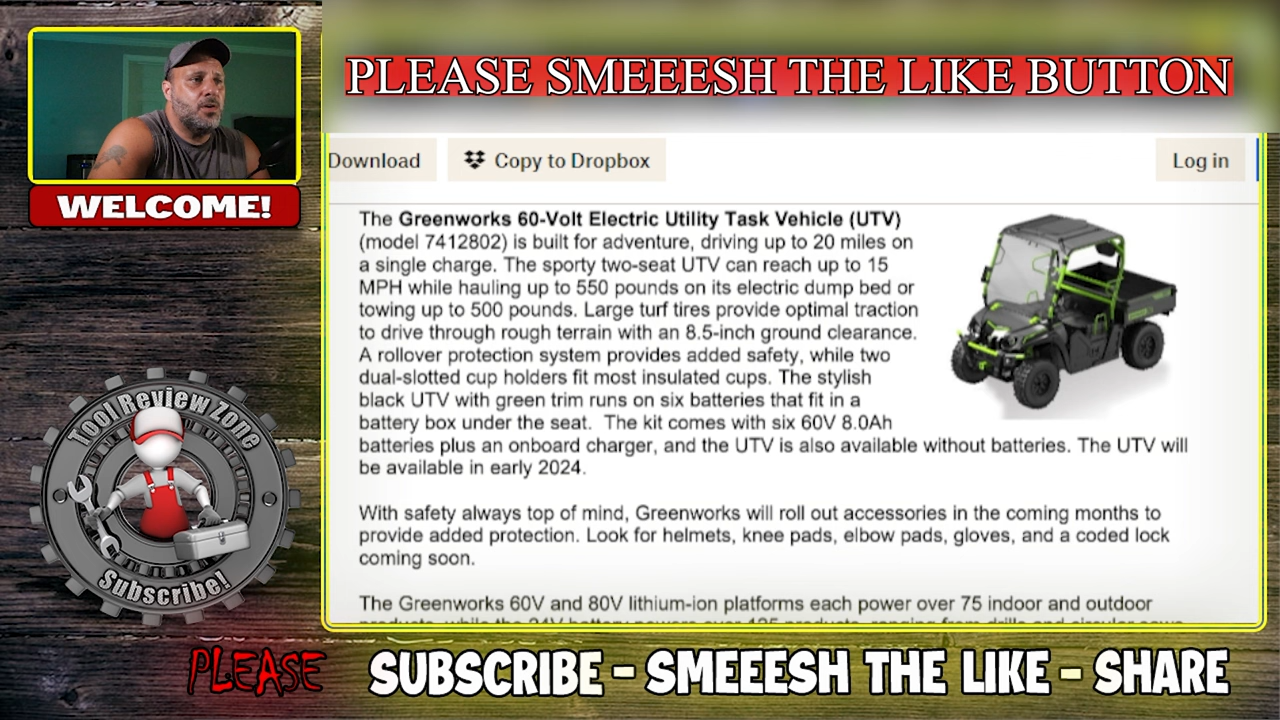 PLEASE SMEEESH THE LIKE BUTTON
WELCOME!
Download
Copy to Dropbox
Log in
The Greenworks 60-Volt Electric Utility Task Vehicle (UTV)
(model 7412802) is built for adventure, driving up to 20 miles on
a single charge. The sporty two-seat UTV can reach up to 15
MPH while hauling up to 550 pounds on its electric dump bed or
towing up to 500 pounds. Large turf tires provide optimal traction
to drive through rough terrain with an 8.5-inch ground clearance.
A rollover protection system provides added safety, while two
dual-slotted cup holders fit most insulated cups. The stylish
black UTV with green trim runs on six batteries that fit in a
battery box under the seat. The kit comes with six 60V 8.0Ah
batteries plus an onboard charger, and the UTV is also available without batteries. The UTV will
be available in early 2024.
With safety always top of mind, Greenworks will roll out accessories in the coming months to
provide added protection. Look for helmets, knee pads, elbow pads, gloves, and a coded lock
coming soon.
The Greenworks 60V and 80V lithium-ion platforms each power over 75 indoor and outdoor
Tool Review Zone
Subscribe!
PLEASE
SUBSCRIBE - SMEEESH THE LIKE - SHARE